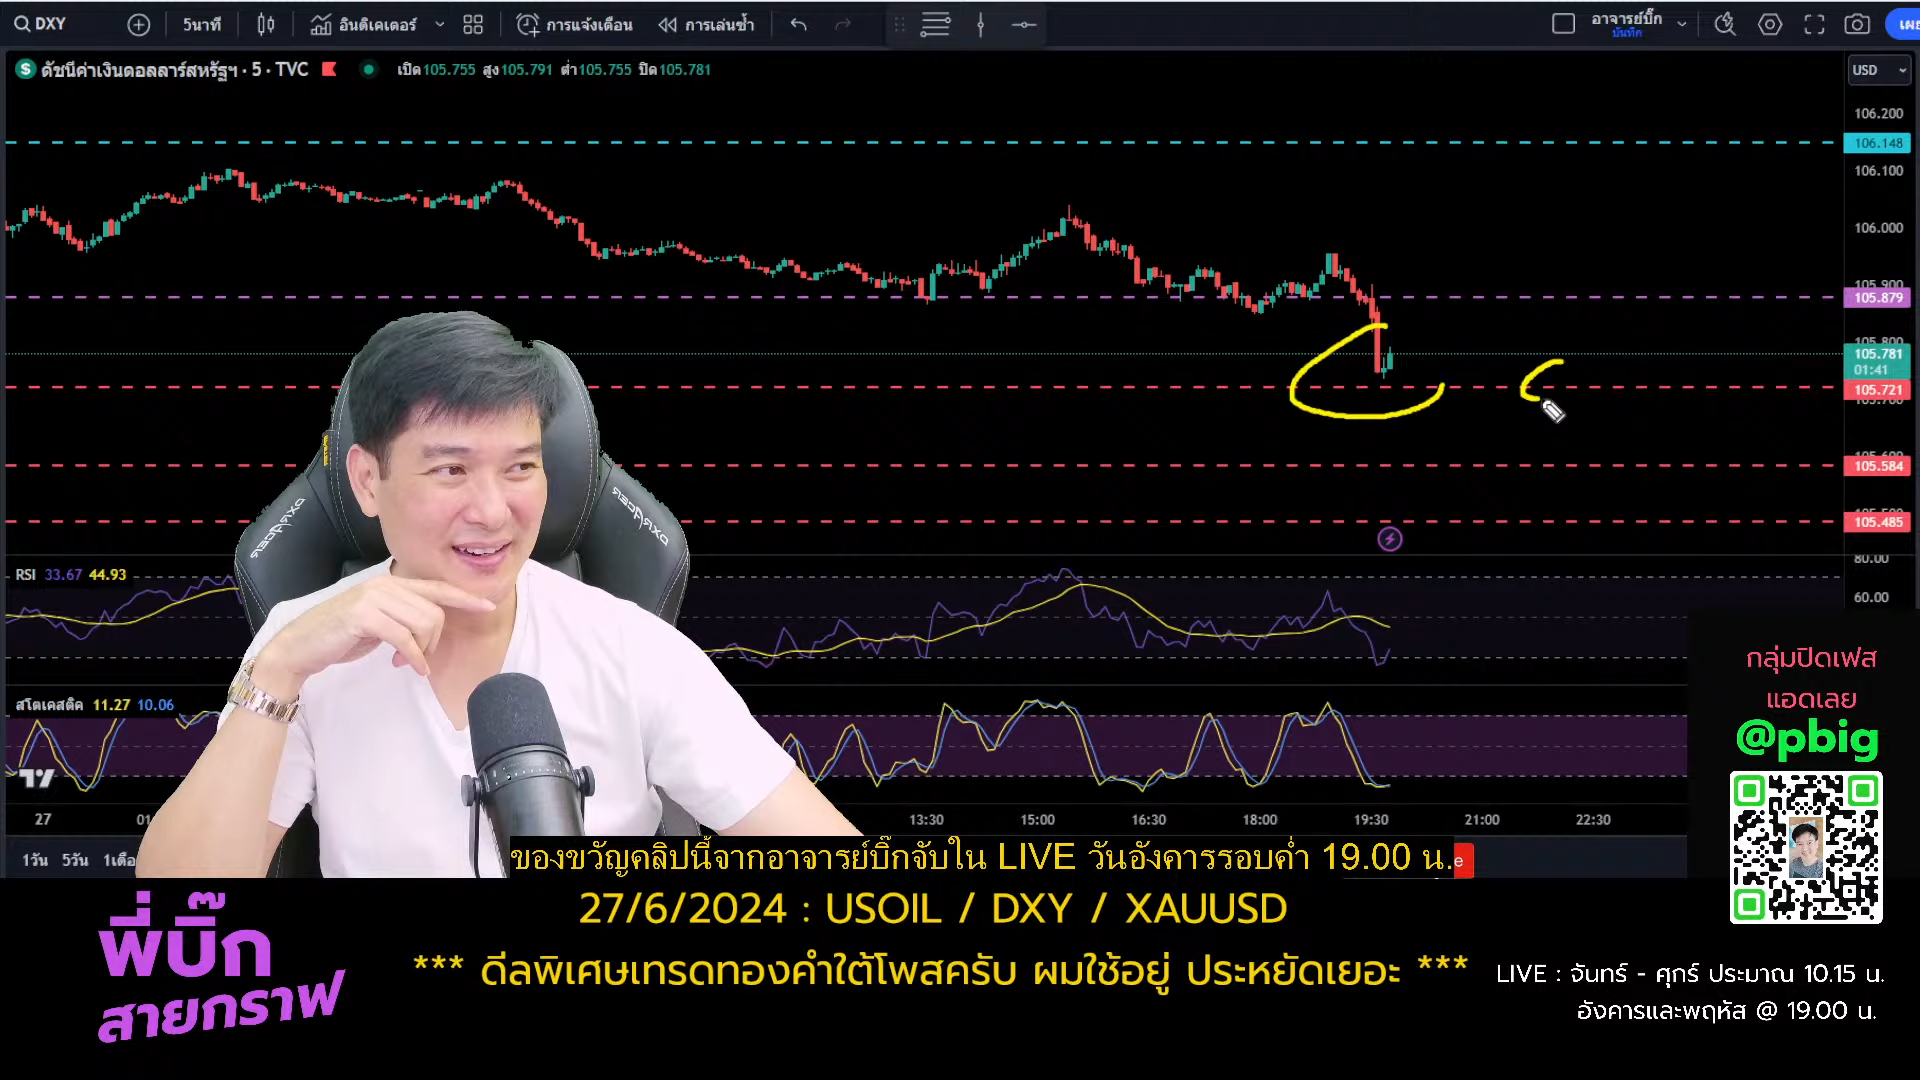 DXY 5นาที อินดิเคเตอร์ การแจ้งเตือน การเล่นซ้ำ อาจารย์บิ๊ก
บันทึก
ดัชนีค่าเงินดอลลาร์สหรัฐฯ · 5 · TVC เปิด105.755 สูง105.791 ต่ำ105.755 ปิด105.781
USD
106.200
106.148
106.100
106.000
105.900
105.879
105.781
01:41
105.721
105.584
105.485
80.00
60.00
RSI 33.67 44.93
สโตเคสติค 11.27 10.06
27 13:30 15:00 16:30 18:00 19:30 21:00 22:30
1วัน 5วัน
DXRACER
DXRACER
กลุ่มปิดเฟส
แอดเลย
@pbig
ของขวัญคลิปนี้จากอาจารย์บิ๊กจับใน LIVE วันอังคารรอบค่ำ 19.00 น.
27/6/2024 : USOIL / DXY / XAUUSD
*** ดีลพิเศษเทรดทองคำใต้โพสครับ ผมใช้อยู่ ประหยัดเยอะ ***
พี่บิ๊ก
สายกราฟ
LIVE : จันทร์ - ศุกร์ ประมาณ 10.15 น.
อังคารและพฤหัส @ 19.00 น.